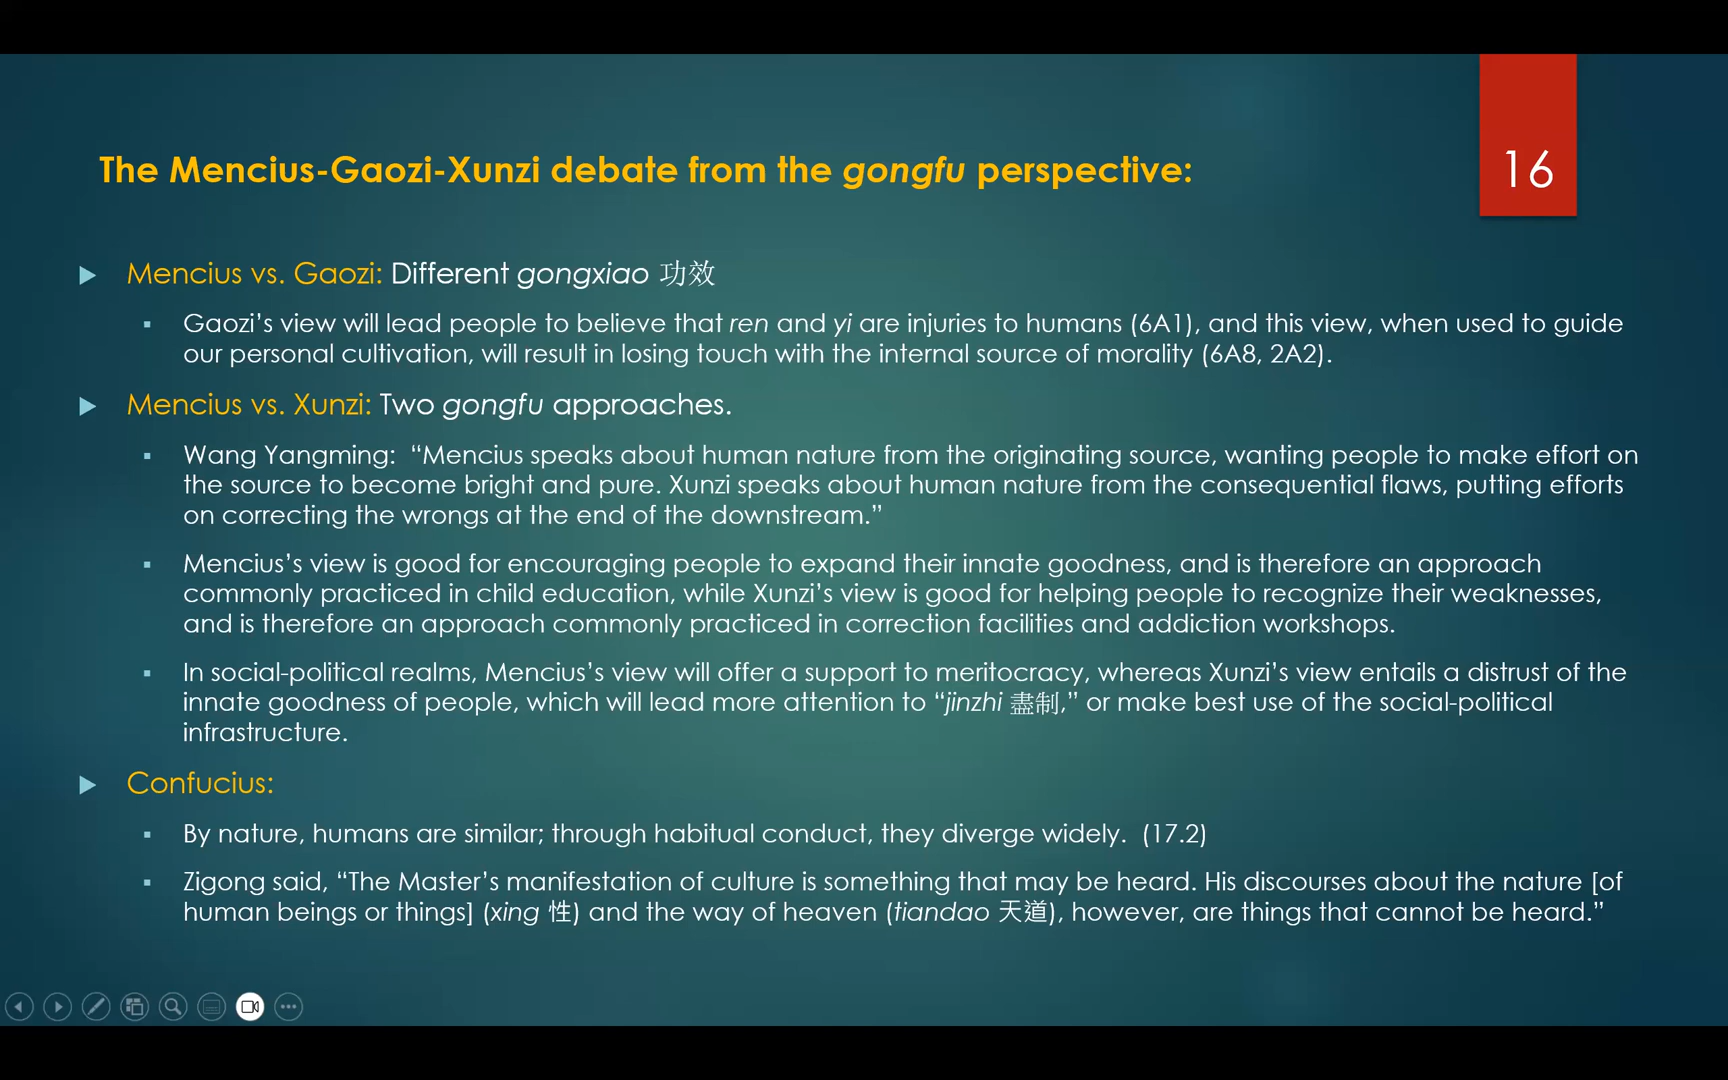 The Mencius-Gaozi-Xunzi debate from the gongfu perspective:
16
Mencius vs. Gaozi: Different gongxiao 功效
Gaozi’s view will lead people to believe that ren and yi are injuries to humans (6A1), and this view, when used to guide
our personal cultivation, will result in losing touch with the internal source of morality (6A8, 2A2).
Mencius vs. Xunzi: Two gongfu approaches.
Wang Yangming: “Mencius speaks about human nature from the originating source, wanting people to make effort on
the source to become bright and pure. Xunzi speaks about human nature from the consequential flaws, putting efforts
on correcting the wrongs at the end of the downstream.”
Mencius’s view is good for encouraging people to expand their innate goodness, and is therefore an approach
commonly practiced in child education, while Xunzi’s view is good for helping people to recognize their weaknesses,
and is therefore an approach commonly practiced in correction facilities and addiction workshops.
In social-political realms, Mencius’s view will offer a support to meritocracy, whereas Xunzi’s view entails a distrust of the
innate goodness of people, which will lead more attention to “jinzhi 盡制,” or make best use of the social-political
infrastructure.
Confucius:
By nature, humans are similar; through habitual conduct, they diverge widely. (17.2)
Zigong said, “The Master’s manifestation of culture is something that may be heard. His discourses about the nature [of
human beings or things] (xing 性) and the way of heaven (tiandao 天道), however, are things that cannot be heard.”